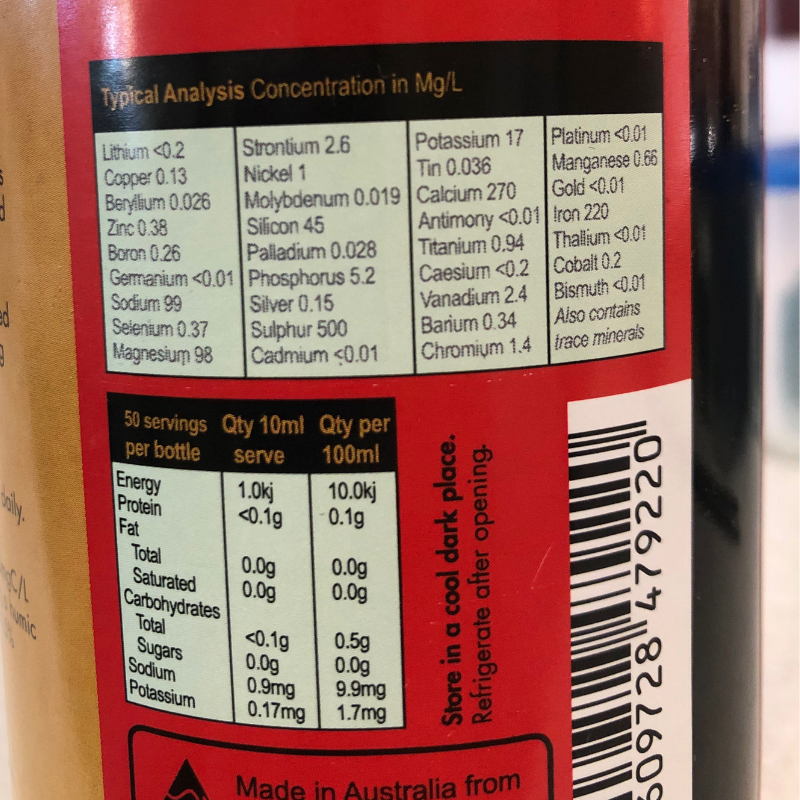 Typical Analysis Concentration in Mg/L
Lithium <0.2
Copper 0.13
Beryllium 0.026
Zinc 0.38
Boron 0.26
Germanium <0.01
Sodium 99
Selenium 0.37
Magnesium 98
Strontium 2.6
Nickel 1
Molybdenum 0.019
Silicon 45
Palladium 0.028
Phosphorus 5.2
Silver 0.15
Sulphur 500
Cadmium <0.01
Potassium 17
Tin 0.036
Calcium 270
Antimony <0.01
Titanium 0.94
Caesium <0.2
Vanadium 2.4
Barium 0.34
Chromium 1.4
Platinum <0.01
Manganese 0.66
Gold <0.01
Iron 220
Thallium <0.01
Cobalt 0.2
Bismuth <0.01
Also contains
trace minerals
50 servings Qty 10ml Qty per
per bottle serve 100ml
Energy 1.0kj 10.0kj
Protein <0.1g 0.1g
Fat
Total 0.0g 0.0g
Saturated 0.0g 0.0g
Carbohydrates
Total <0.1g 0.5g
Sugars 0.0g 0.0g
Sodium 0.9mg 9.9mg
Potassium 0.17mg 1.7mg
Store in a cool dark place.
Refrigerate after opening.
609728 479220
Made in Australia from
daily.
humic